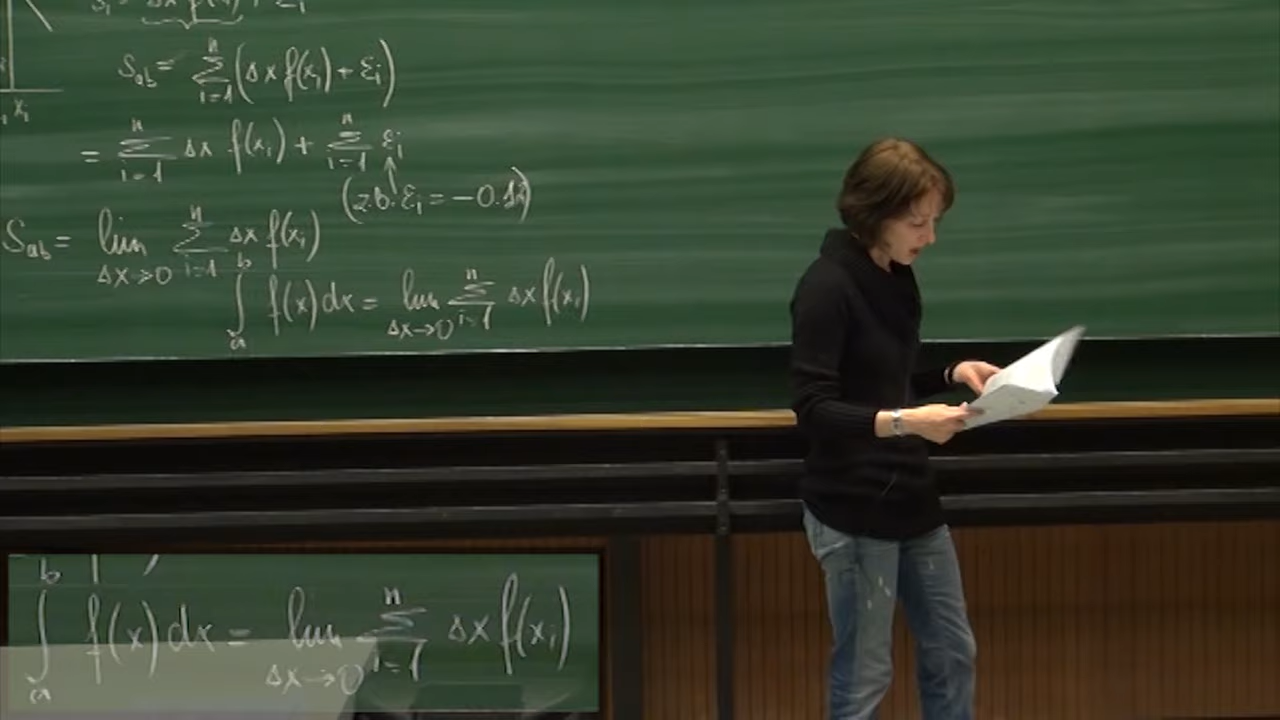 S_ab = Σ_{i=1}^{n} (Δx f(x_i) + ε_i)
x_i
= Σ_{i=1}^{n} Δx f(x_i) + Σ_{i=1}^{n} ε_i
(z.b. ε_i = -0.12)
S_ab = lim_{Δx→0} Σ_{i=1}^{n} Δx f(x_i)
∫_a^b f(x) dx = lim_{Δx→0} Σ_{i=1}^{n} Δx f(x_i)
∫_a^b f(x) dx = lim_{Δx→0} Σ_{i=1}^{n} Δx f(x_i)